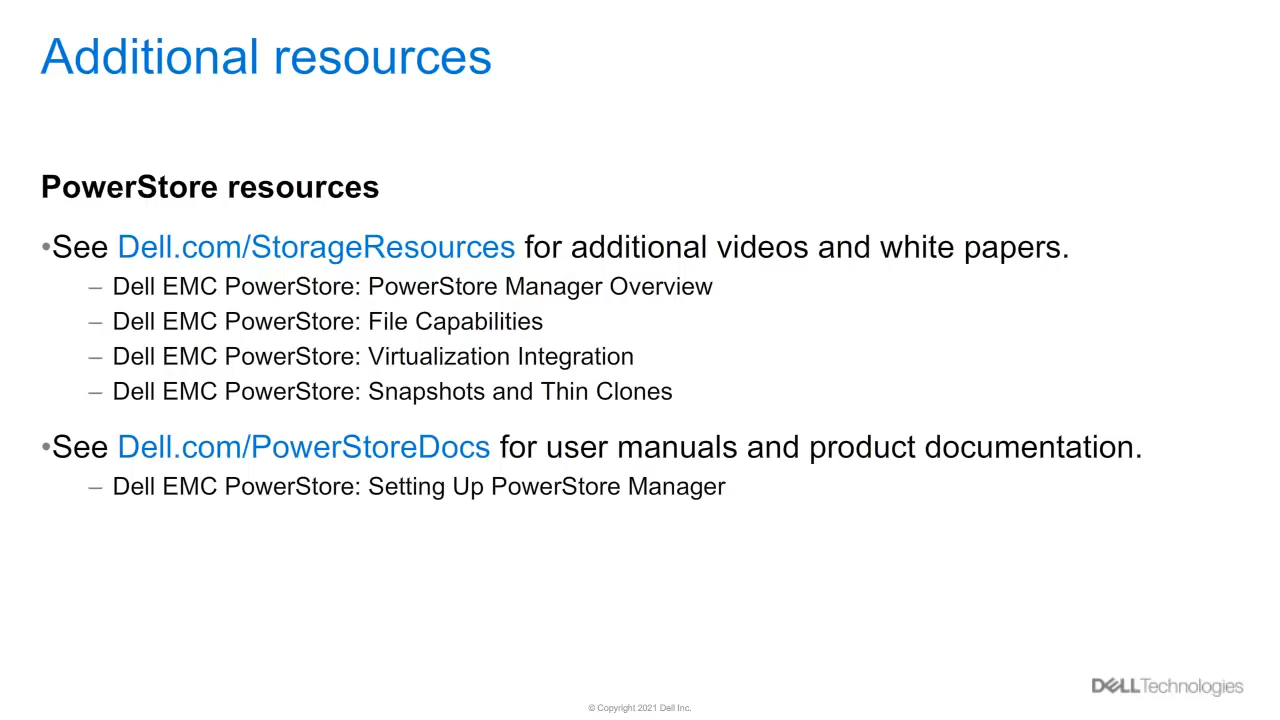 Additional resources
PowerStore resources
•See Dell.com/StorageResources for additional videos and white papers.
– Dell EMC PowerStore: PowerStore Manager Overview
– Dell EMC PowerStore: File Capabilities
– Dell EMC PowerStore: Virtualization Integration
– Dell EMC PowerStore: Snapshots and Thin Clones
•See Dell.com/PowerStoreDocs for user manuals and product documentation.
– Dell EMC PowerStore: Setting Up PowerStore Manager
DELLTechnologies
© Copyright 2021 Dell Inc.